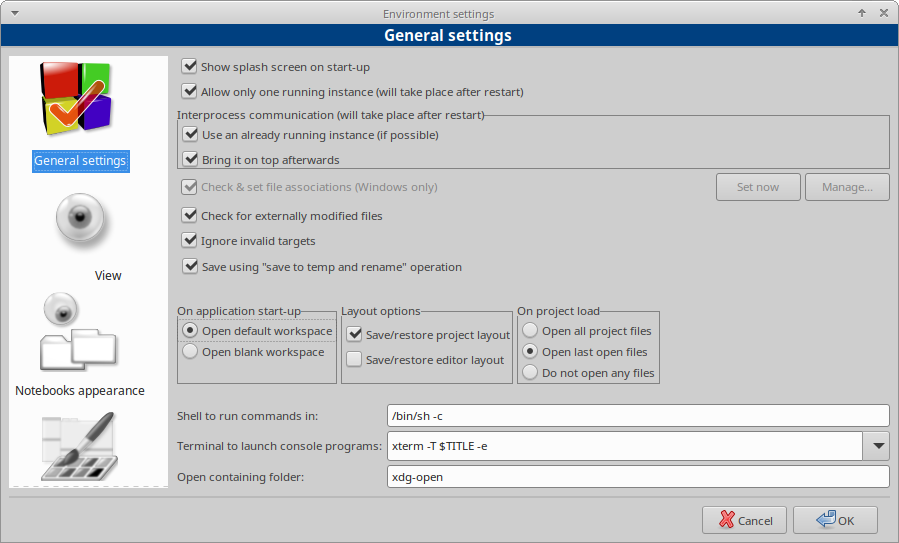 Environment settings
General settings
General settings
View
Notebooks appearance
Show splash screen on start-up
Allow only one running instance (will take place after restart)
Interprocess communication (will take place after restart)
Use an already running instance (if possible)
Bring it on top afterwards
Check & set file associations (Windows only)
Set now
Manage...
Check for externally modified files
Ignore invalid targets
Save using "save to temp and rename" operation
On application start-up
Open default workspace
Open blank workspace
Layout options
Save/restore project layout
Save/restore editor layout
On project load
Open all project files
Open last open files
Do not open any files
Shell to run commands in:
/bin/sh -c
Terminal to launch console programs:
xterm -T $TITLE -e
Open containing folder:
xdg-open
Cancel
OK